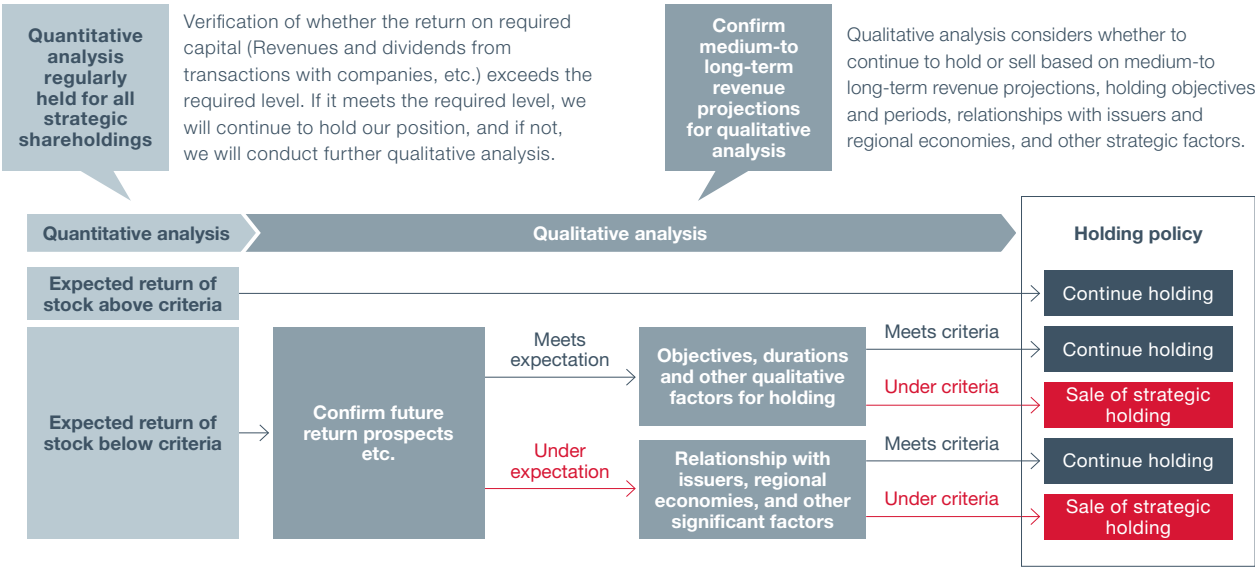 Quantitative
analysis
regularly
held for all
strategic
shareholdings
Verification of whether the return on required
capital (Revenues and dividends from
transactions with companies, etc.) exceeds the
required level. If it meets the required level, we
will continue to hold our position, and if not,
we will conduct further qualitative analysis.
Confirm
medium-to
long-term
revenue
projections
for qualitative
analysis
Qualitative analysis considers whether to
continue to hold or sell based on medium-to
long-term revenue projections, holding objectives
and periods, relationships with issuers and
regional economies, and other strategic factors.
Quantitative analysis
Qualitative analysis
Holding policy
Expected return of
stock above criteria
Continue holding
Expected return of
stock below criteria
Confirm future
return prospects
etc.
Meets
expectation
Objectives, durations
and other qualitative
factors for holding
Meets criteria
Continue holding
Under criteria
Sale of strategic
holding
Under
expectation
Relationship with
issuers, regional
economies, and other
significant factors
Meets criteria
Continue holding
Under criteria
Sale of strategic
holding